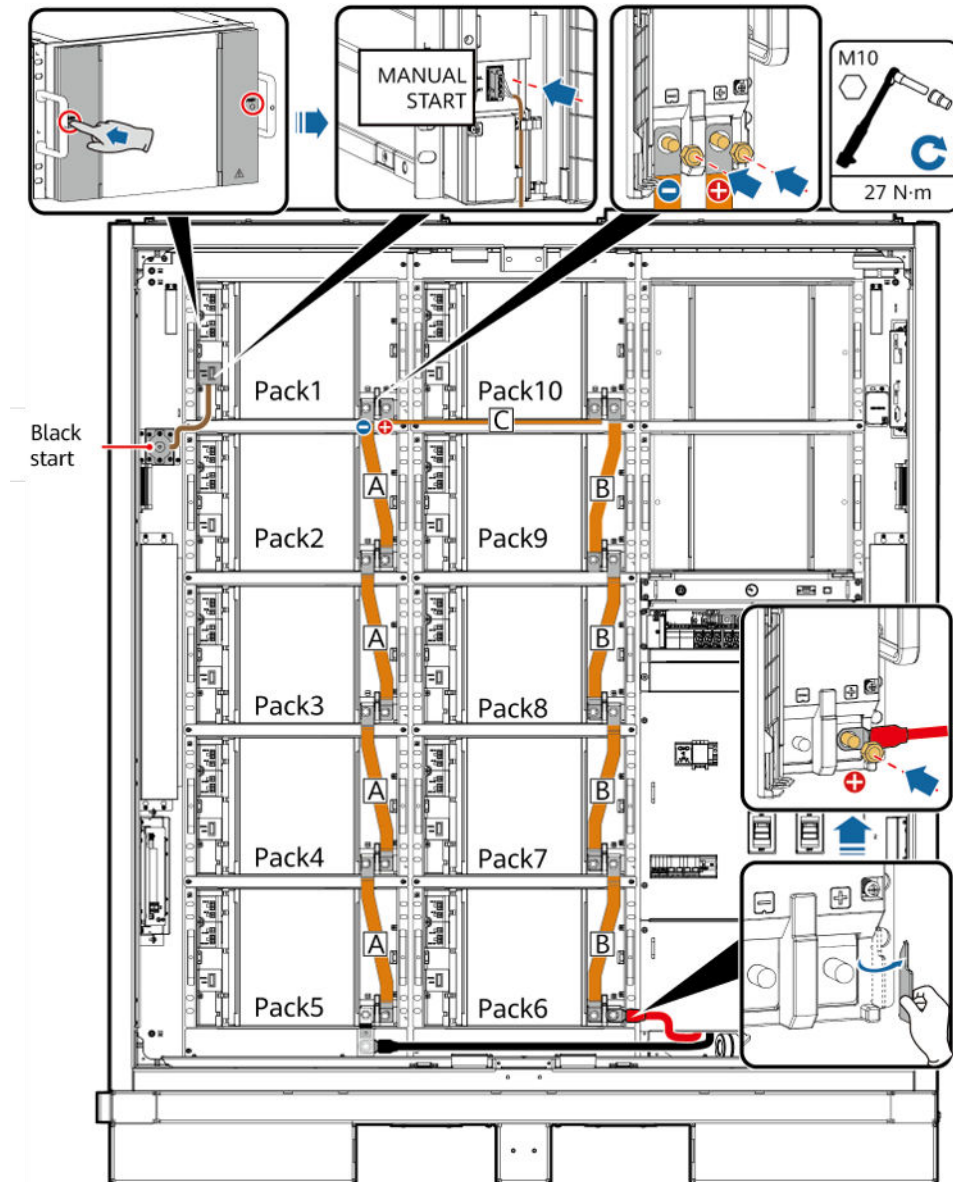 MANUAL
START
M10
27 N·m
Pack1
Pack10
C
Black
start
A
B
Pack2
Pack9
A
B
Pack3
Pack8
A
B
Pack4
Pack7
A
B
Pack5
Pack6